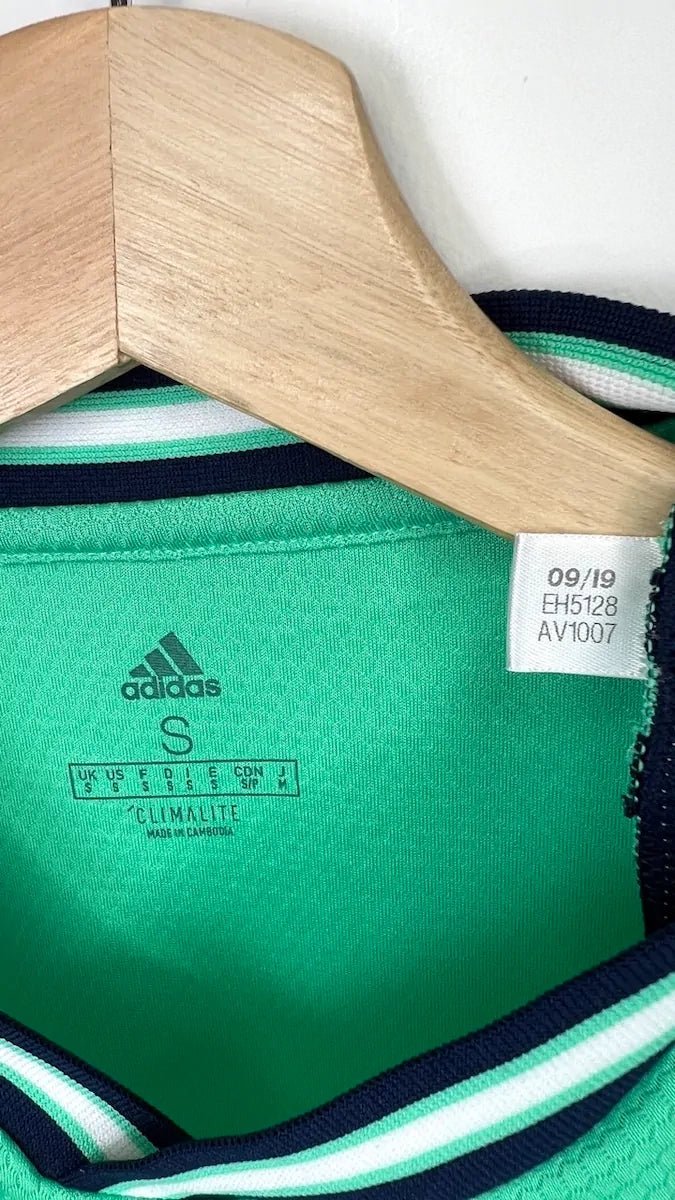 09/19
EH5128
AV1007
adidas
S
UK US F D I E CDN J
S S S S S S S/P M
CLIMALITE
MADE IN CAMBODIA